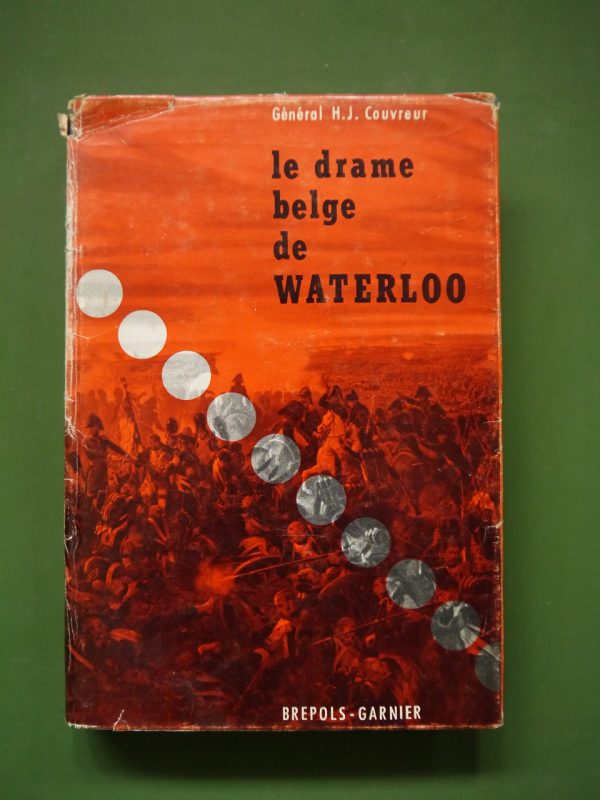 Général H.J. Couvreur
le drame
belge
de
WATERLOO
BREPOLS-GARNIER